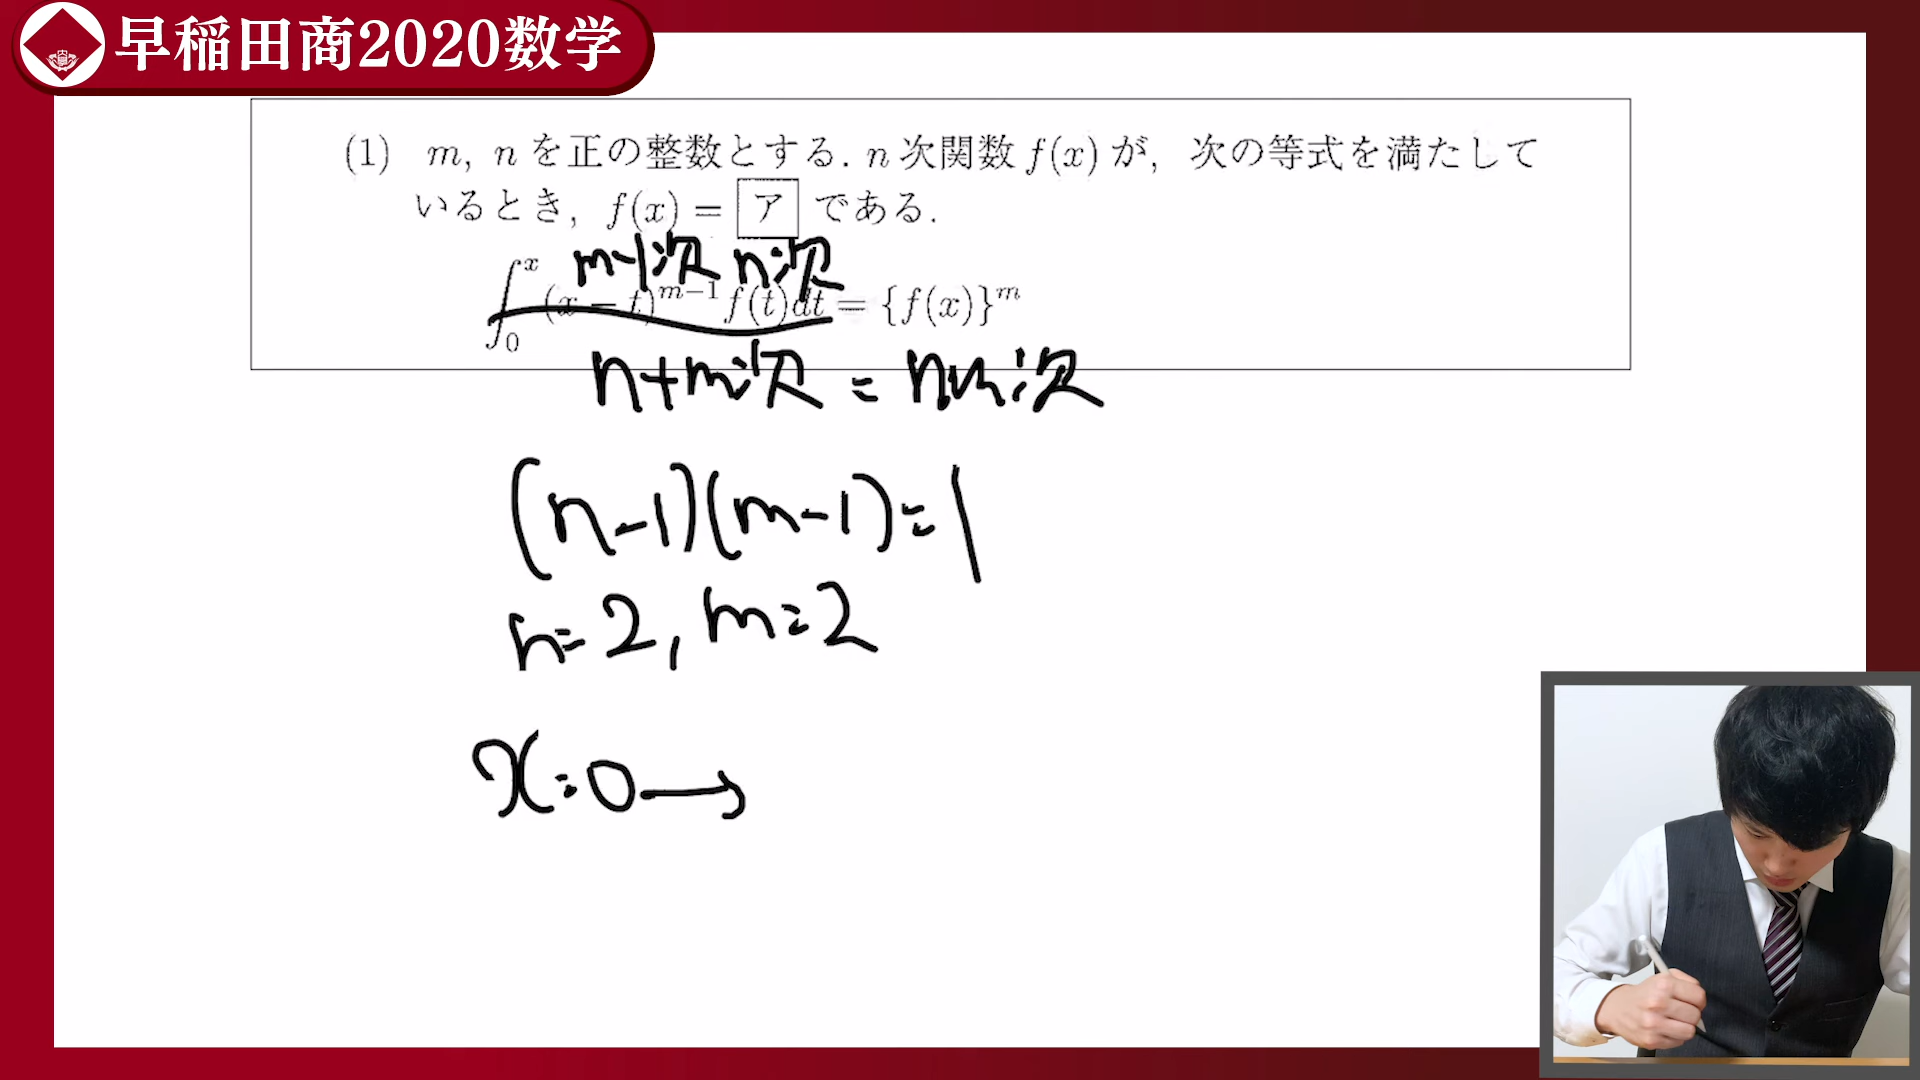 早稲田商2020数学
(1) m, n を正の整数とする. n 次関数 f(x) が, 次の等式を満たして
いるとき, f(x) = ア である.
m-1次 n次
∫₀ˣ (x − t)ᵐ⁻¹ f(t)dt = {f(x)}ᵐ
n+m次 = nm次
(n-1)(m-1)=1
n=2, m=2
x=0→